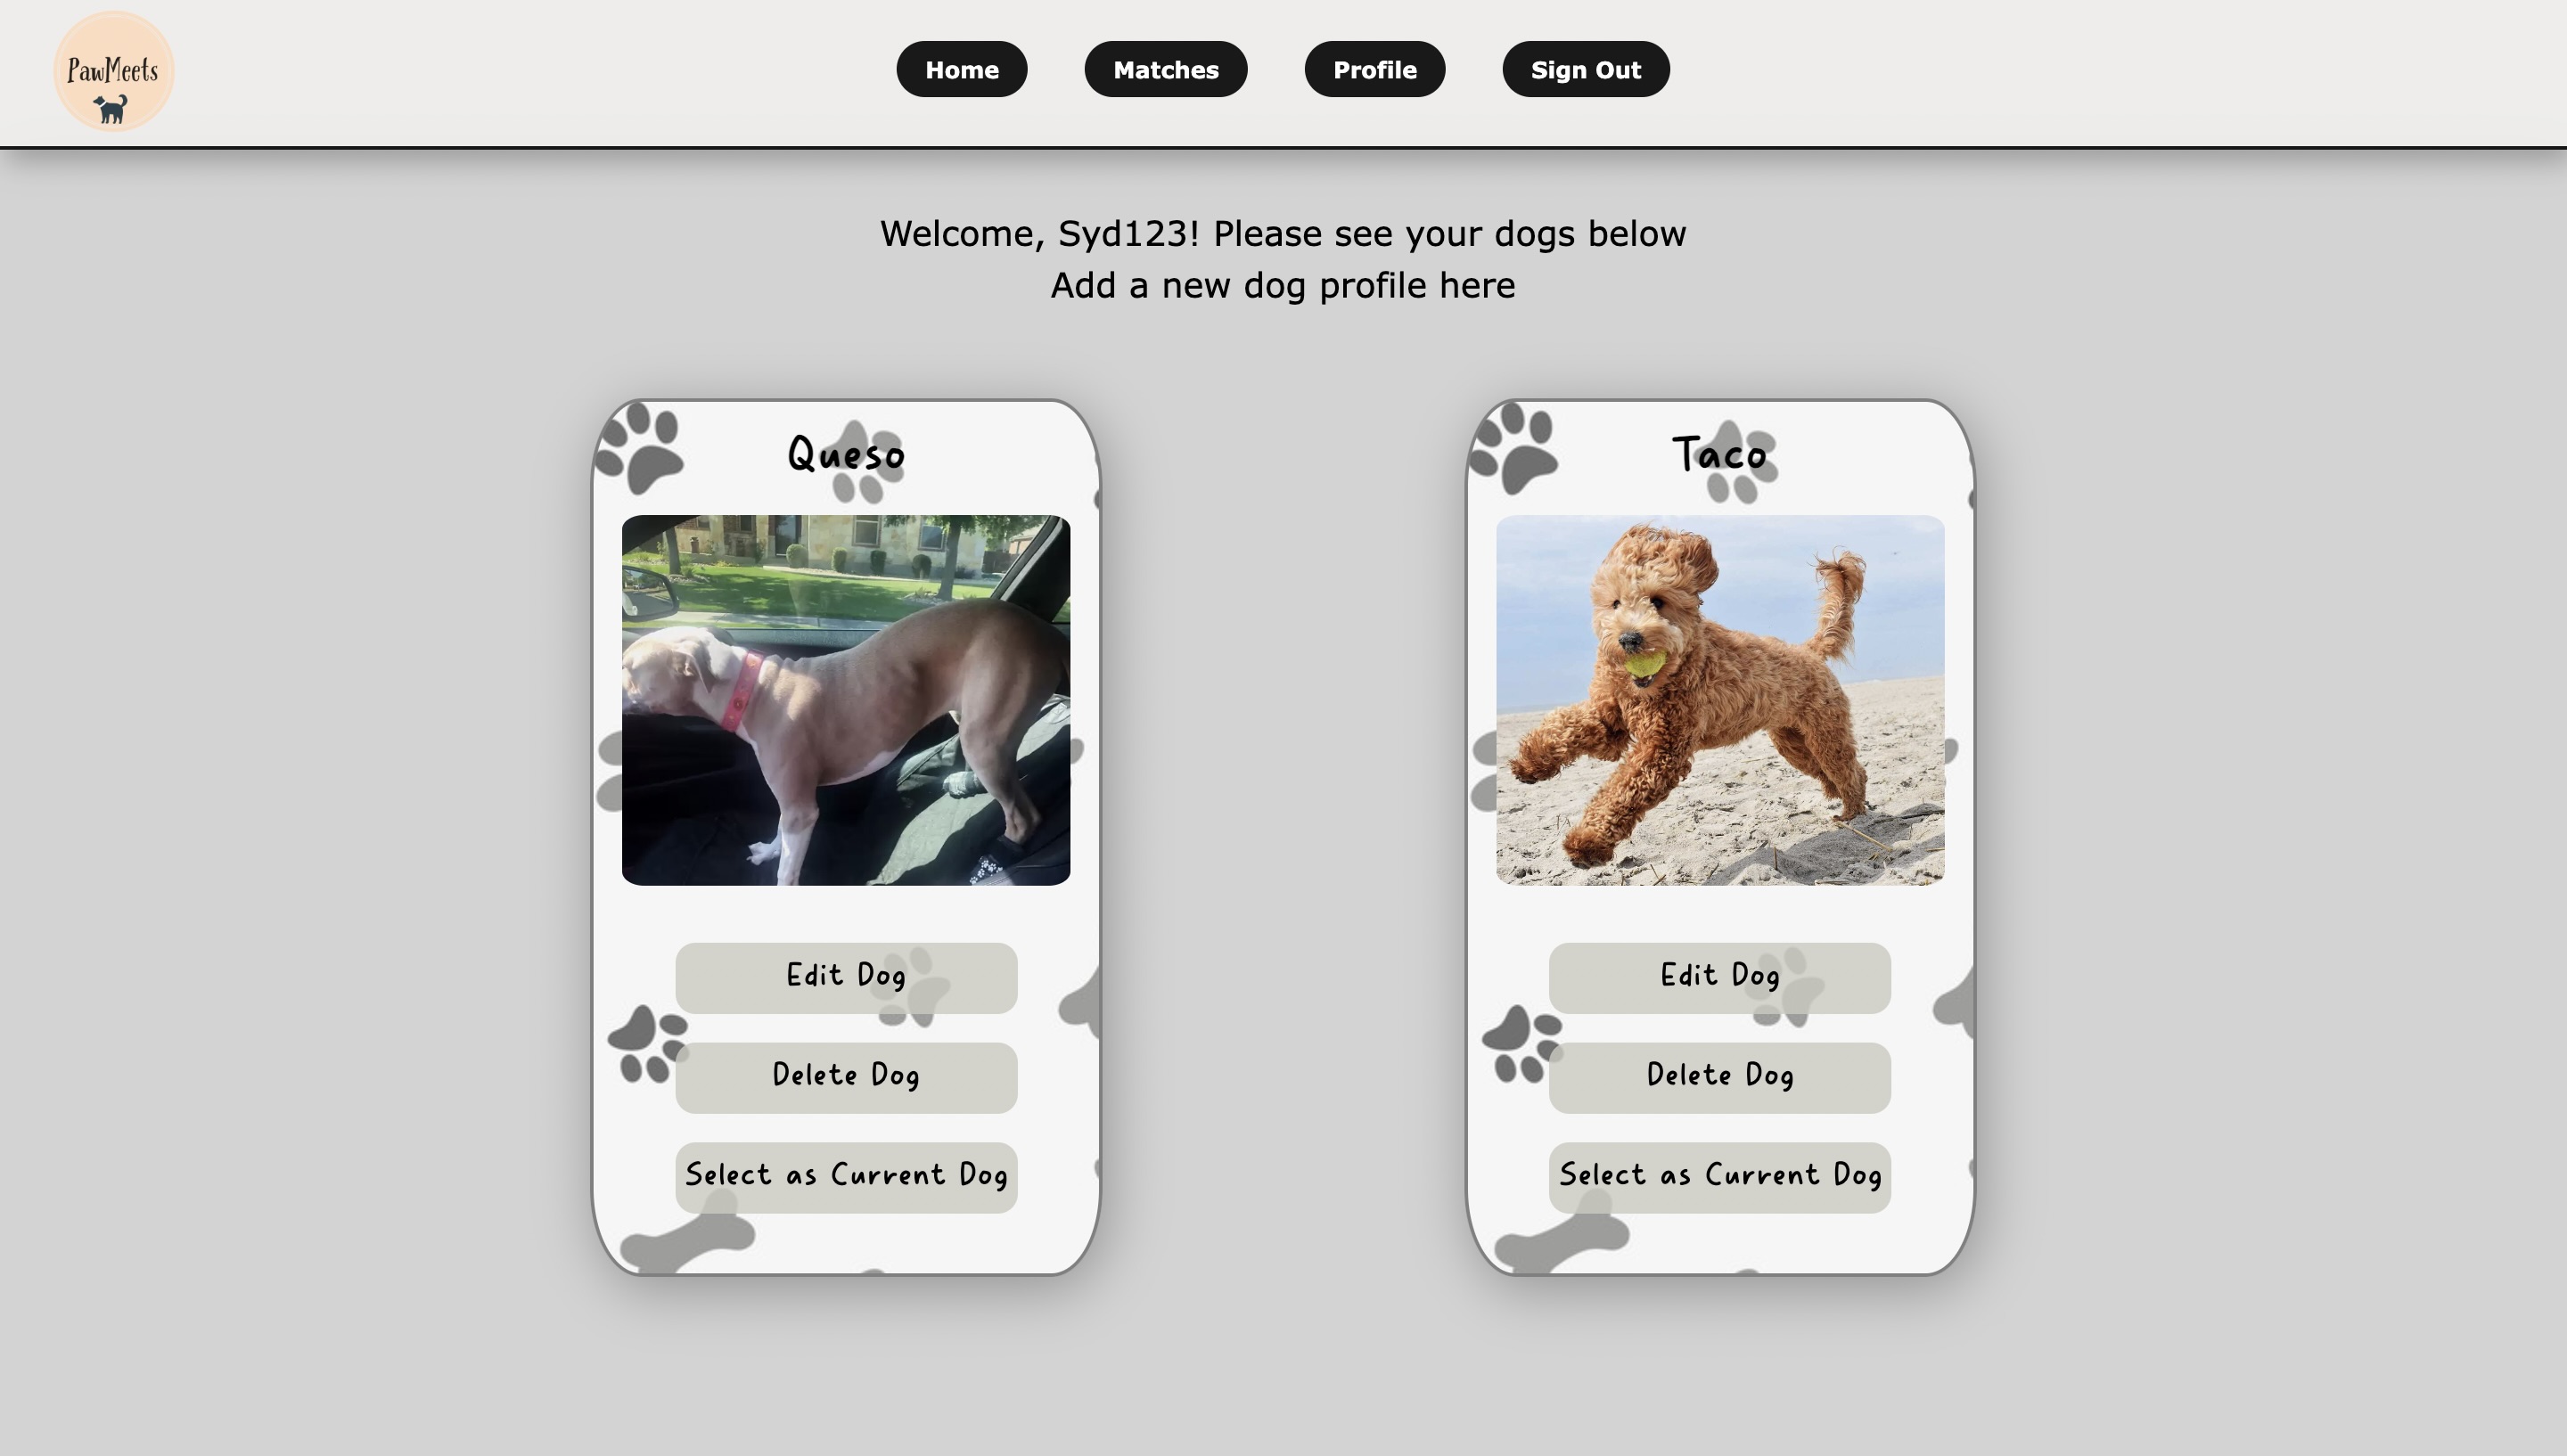 PawMeets
Home Matches Profile Sign Out
Welcome, Syd123! Please see your dogs below
Add a new dog profile here
Queso
Edit Dog
Delete Dog
Select as Current Dog
Taco
Edit Dog
Delete Dog
Select as Current Dog